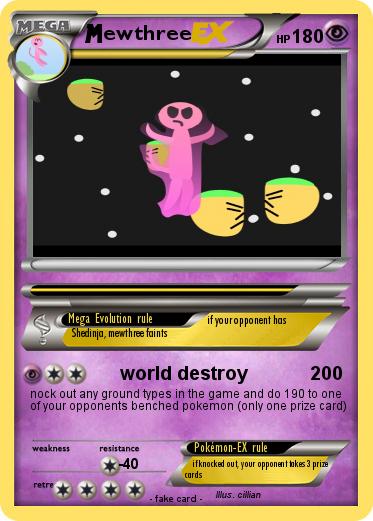 MEGA
Mewthree EX HP 180
Mega Evolution rule if your opponent has
Shedinja, mewthree faints
world destroy 200
nock out any ground types in the game and do 190 to one
of your opponents benched pokemon (only one prize card)
weakness resistance
-40
retre
Pokémon-EX rule
if knocked out, your opponent takes 3 prize
cards
- fake card -
Illus. cillian